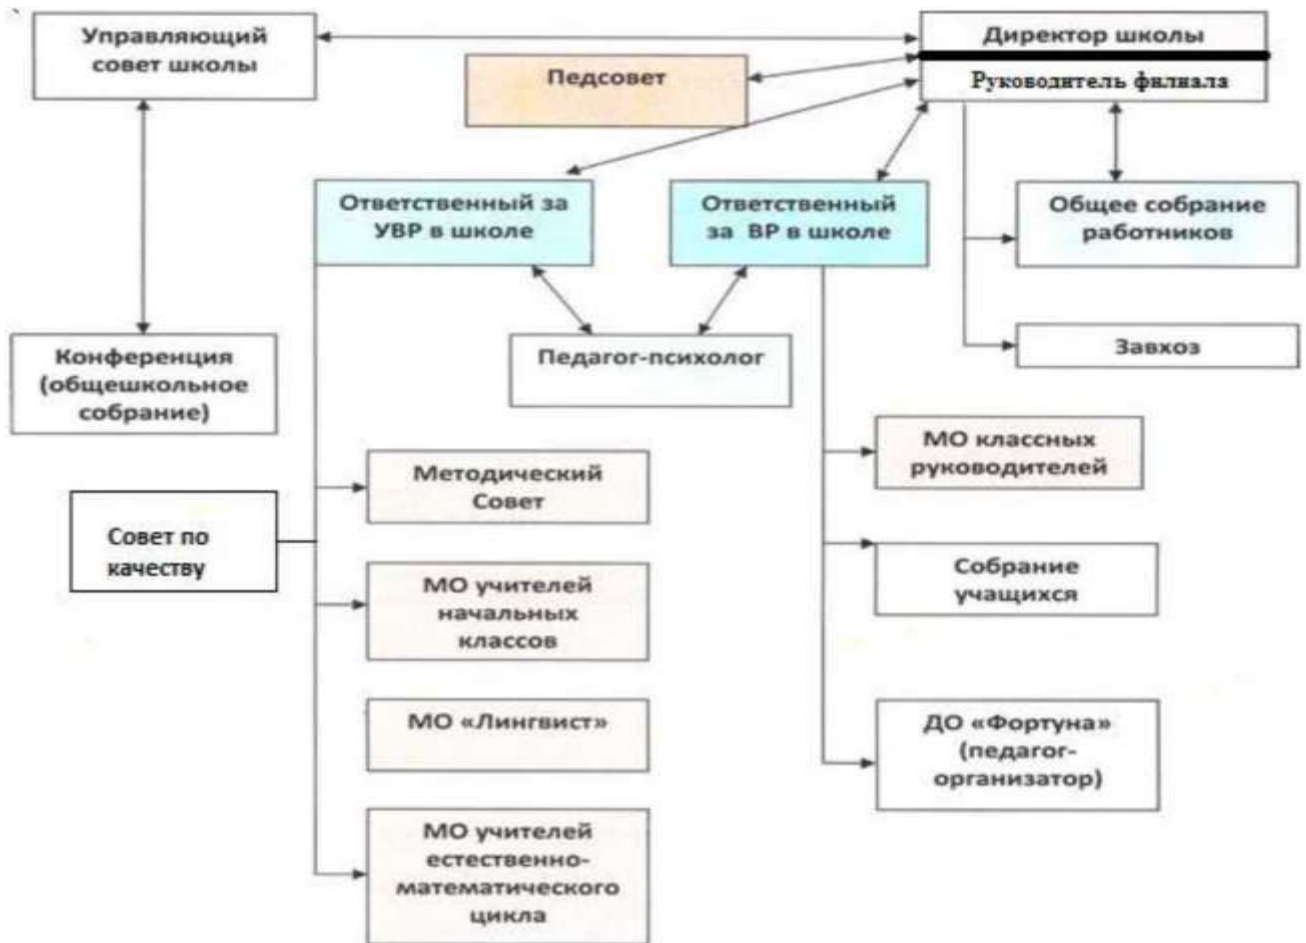 Управляющий
совет школы
Директор школы
Руководитель филиала
Педсовет
Ответственный за
УВР в школе
Ответственный
за ВР в школе
Общее собрание
работников
Конференция
(общешкольное
собрание)
Педагог-психолог
Завхоз
МО классных
руководителей
Методический
Совет
Совет по
качеству
Собрание
учащихся
МО учителей
начальных
классов
МО «Лингвист»
ДО «Фортуна»
(педагог-
организатор)
МО учителей
естественно-
математического
цикла